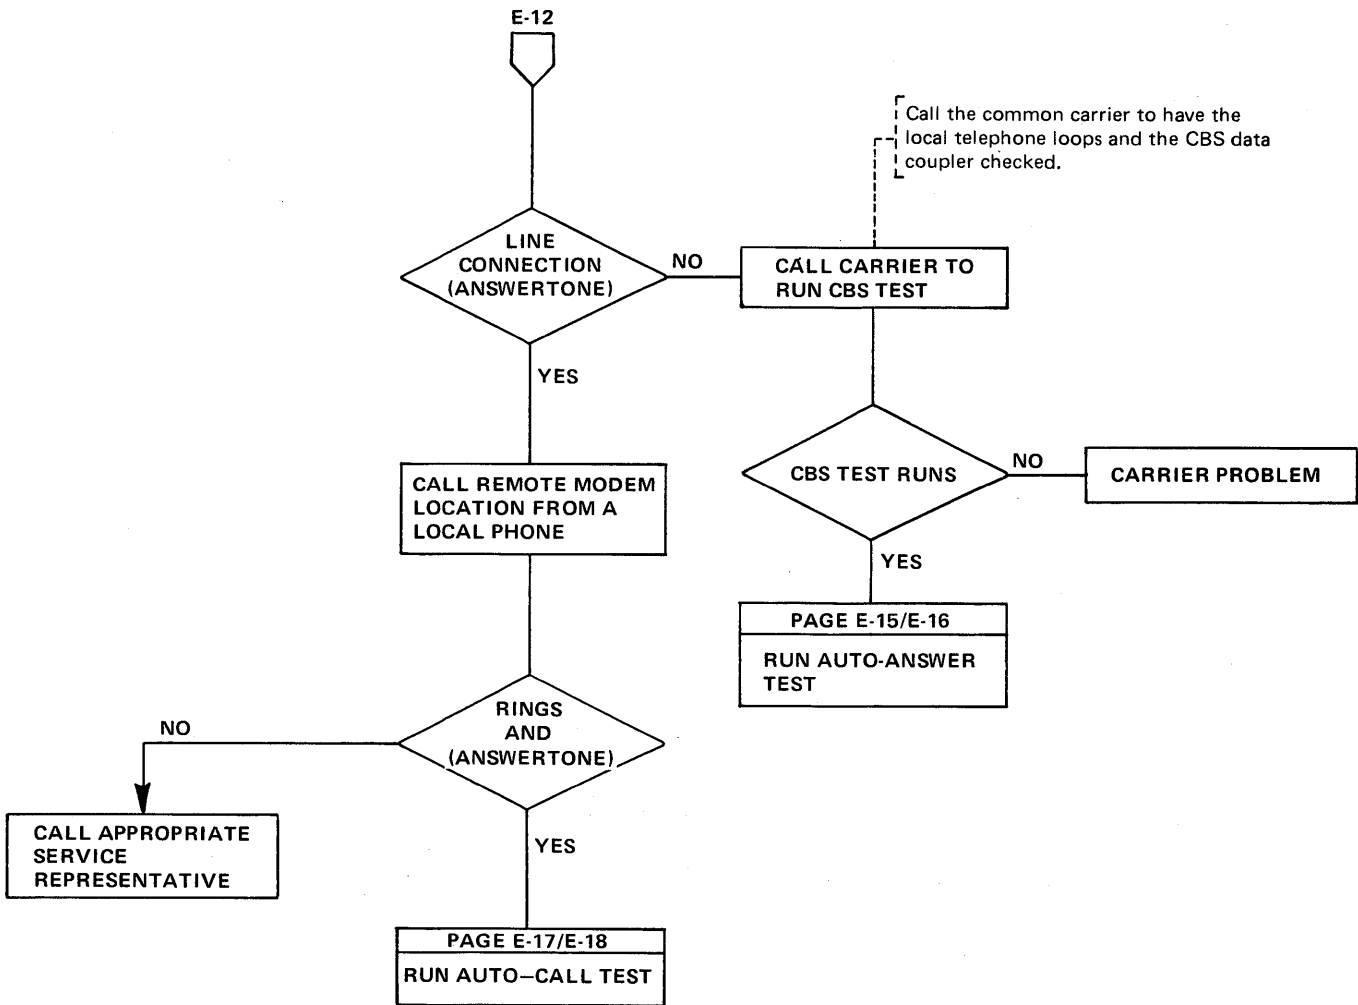 E-12
Call the common carrier to have the
local telephone loops and the CBS data
coupler checked.
LINE
CONNECTION
(ANSWERTONE)
NO
CALL CARRIER TO
RUN CBS TEST
YES
CALL REMOTE MODEM
LOCATION FROM A
LOCAL PHONE
CBS TEST RUNS
NO
CARRIER PROBLEM
YES
PAGE E-15/E-16
RUN AUTO-ANSWER
TEST
RINGS
AND
(ANSWERTONE)
NO
CALL APPROPRIATE
SERVICE
REPRESENTATIVE
YES
PAGE E-17/E-18
RUN AUTO–CALL TEST